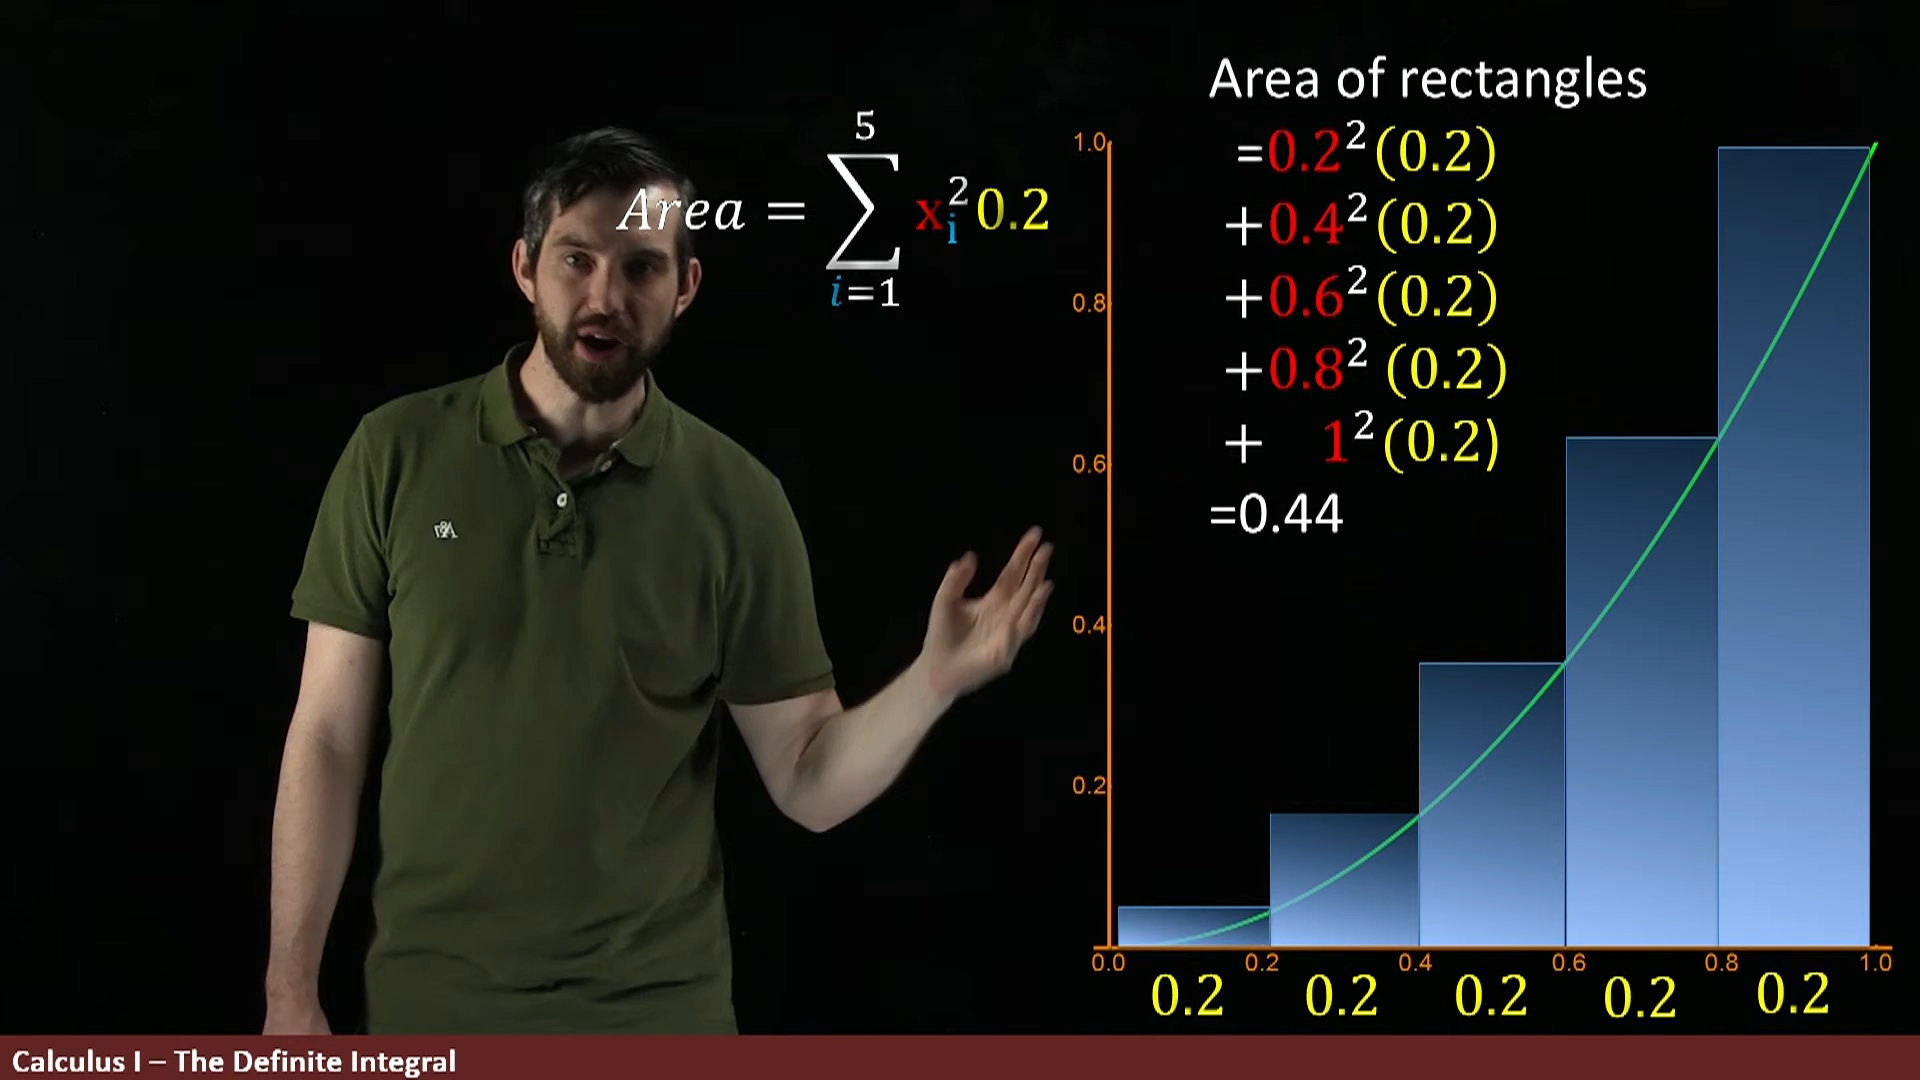 Area of rectangles
=0.2²(0.2)
+0.4²(0.2)
+0.6²(0.2)
+0.8² (0.2)
+ 1²(0.2)
=0.44
5
Area = ∑ xᵢ² 0.2
i=1
1.0
0.8
0.6
0.4
0.2
0.0 0.2 0.4 0.6 0.8 1.0
0.2 0.2 0.2 0.2 0.2
Calculus I – The Definite Integral